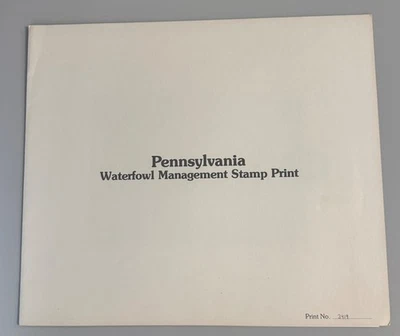 Pennsylvania
Waterfowl Management Stamp Print
Print No.